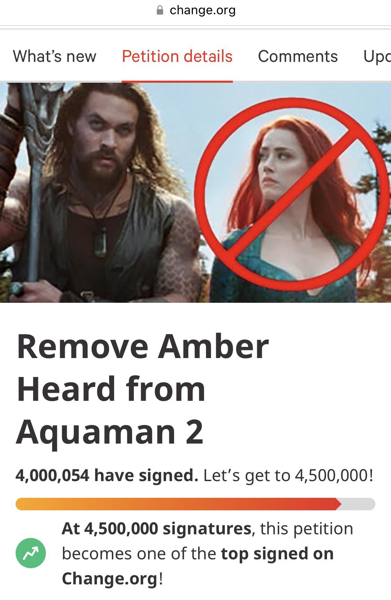 change.org
What's new Petition details Comments Upd
Remove Amber
Heard from
Aquaman 2
4,000,054 have signed. Let's get to 4,500,000!
At 4,500,000 signatures, this petition
becomes one of the top signed on
Change.org!